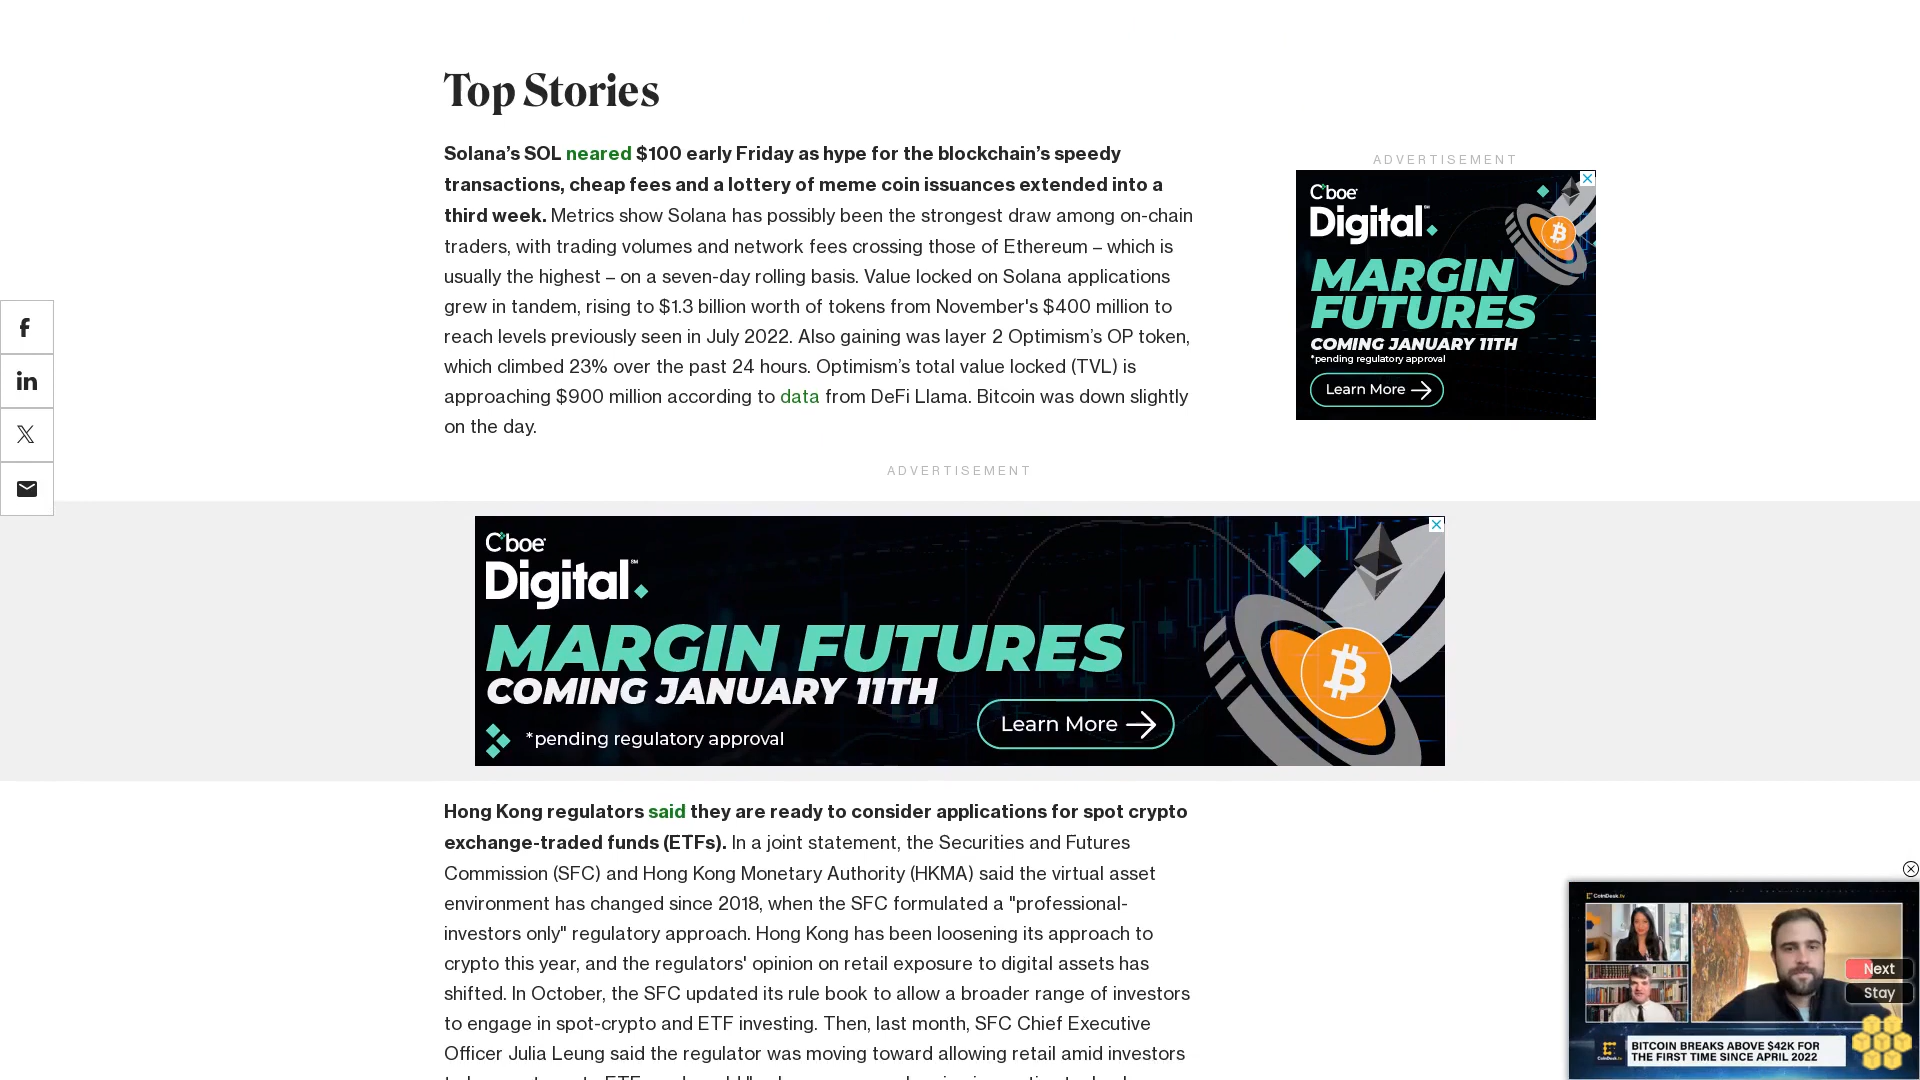 Top Stories
Solana’s SOL neared $100 early Friday as hype for the blockchain’s speedy
transactions, cheap fees and a lottery of meme coin issuances extended into a
third week. Metrics show Solana has possibly been the strongest draw among on-chain
traders, with trading volumes and network fees crossing those of Ethereum – which is
usually the highest – on a seven-day rolling basis. Value locked on Solana applications
grew in tandem, rising to $1.3 billion worth of tokens from November's $400 million to
reach levels previously seen in July 2022. Also gaining was layer 2 Optimism’s OP token,
which climbed 23% over the past 24 hours. Optimism’s total value locked (TVL) is
approaching $900 million according to data from DeFi Llama. Bitcoin was down slightly
on the day.
ADVERTISEMENT
Cboe
Digital
MARGIN
FUTURES
COMING JANUARY 11TH
*pending regulatory approval
Learn More
ADVERTISEMENT
Cboe
Digital
MARGIN FUTURES
COMING JANUARY 11TH
*pending regulatory approval
Learn More
Hong Kong regulators said they are ready to consider applications for spot crypto
exchange-traded funds (ETFs). In a joint statement, the Securities and Futures
Commission (SFC) and Hong Kong Monetary Authority (HKMA) said the virtual asset
environment has changed since 2018, when the SFC formulated a "professional-
investors only" regulatory approach. Hong Kong has been loosening its approach to
crypto this year, and the regulators' opinion on retail exposure to digital assets has
shifted. In October, the SFC updated its rule book to allow a broader range of investors
to engage in spot-crypto and ETF investing. Then, last month, SFC Chief Executive
Officer Julia Leung said the regulator was moving toward allowing retail amid investors
CoinDesk.tv
Next
Stay
CoinDesk.tv
BITCOIN BREAKS ABOVE $42K FOR
THE FIRST TIME SINCE APRIL 2022